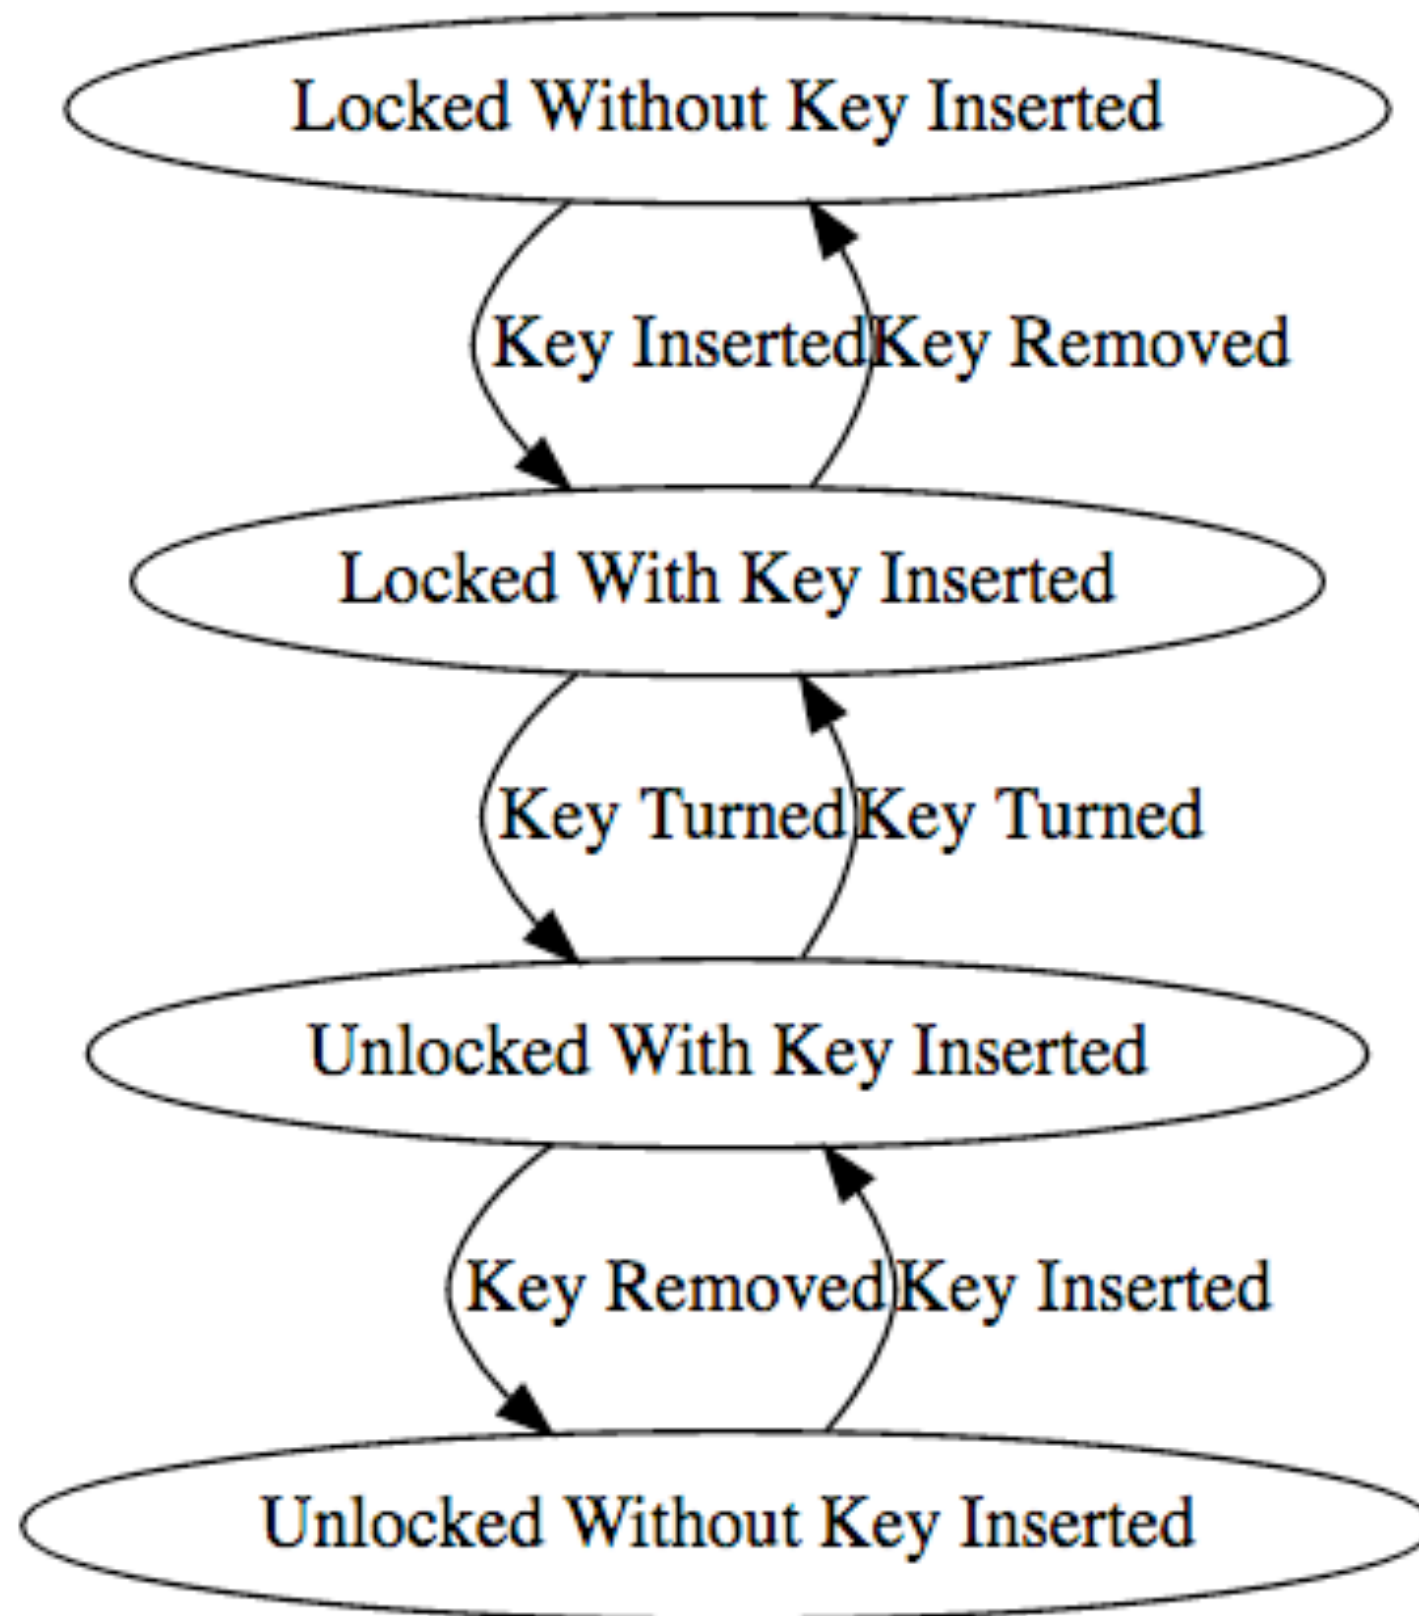 Locked Without Key Inserted
Key Inserted Key Removed
Locked With Key Inserted
Key Turned Key Turned
Unlocked With Key Inserted
Key Removed Key Inserted
Unlocked Without Key Inserted